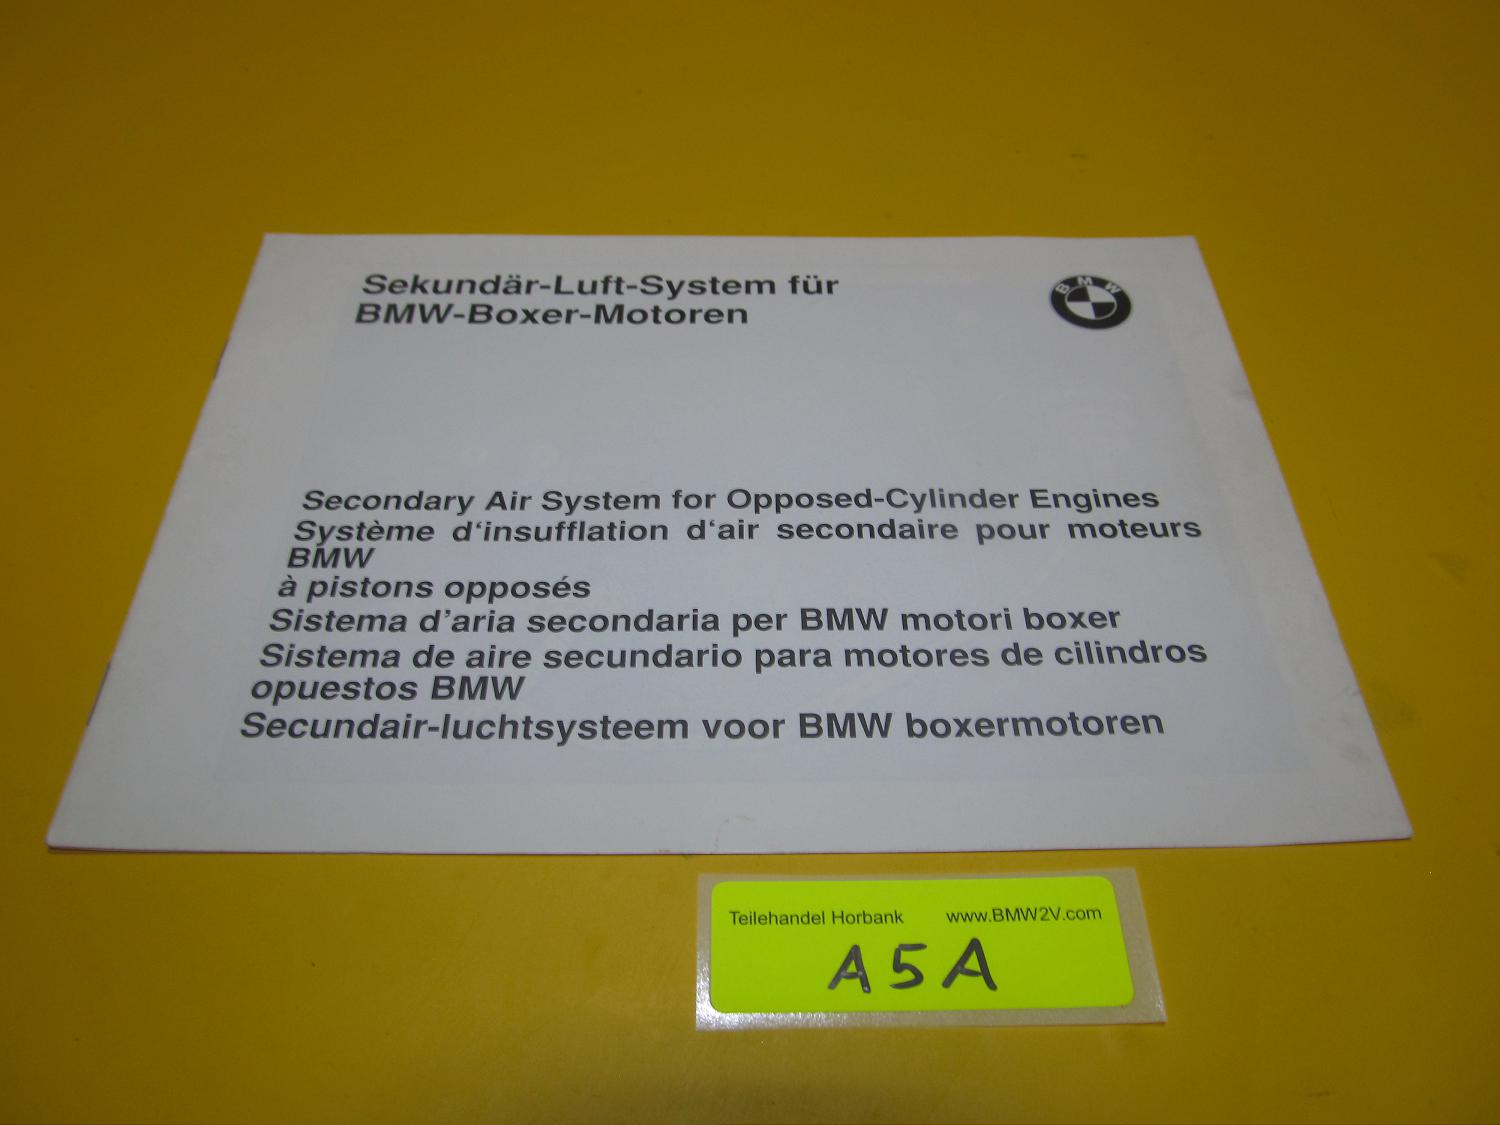 Sekundär-Luft-System für
BMW-Boxer-Motoren
BMW
Secondary Air System for Opposed-Cylinder Engines
Système d‘insufflation d‘air secondaire pour moteurs
BMW
à pistons opposés
Sistema d’aria secondaria per BMW motori boxer
Sistema de aire secundario para motores de cilindros
opuestos BMW
Secundair-luchtsysteem voor BMW boxermotoren
Teilehandel Horbank www.BMW2V.com
A5A